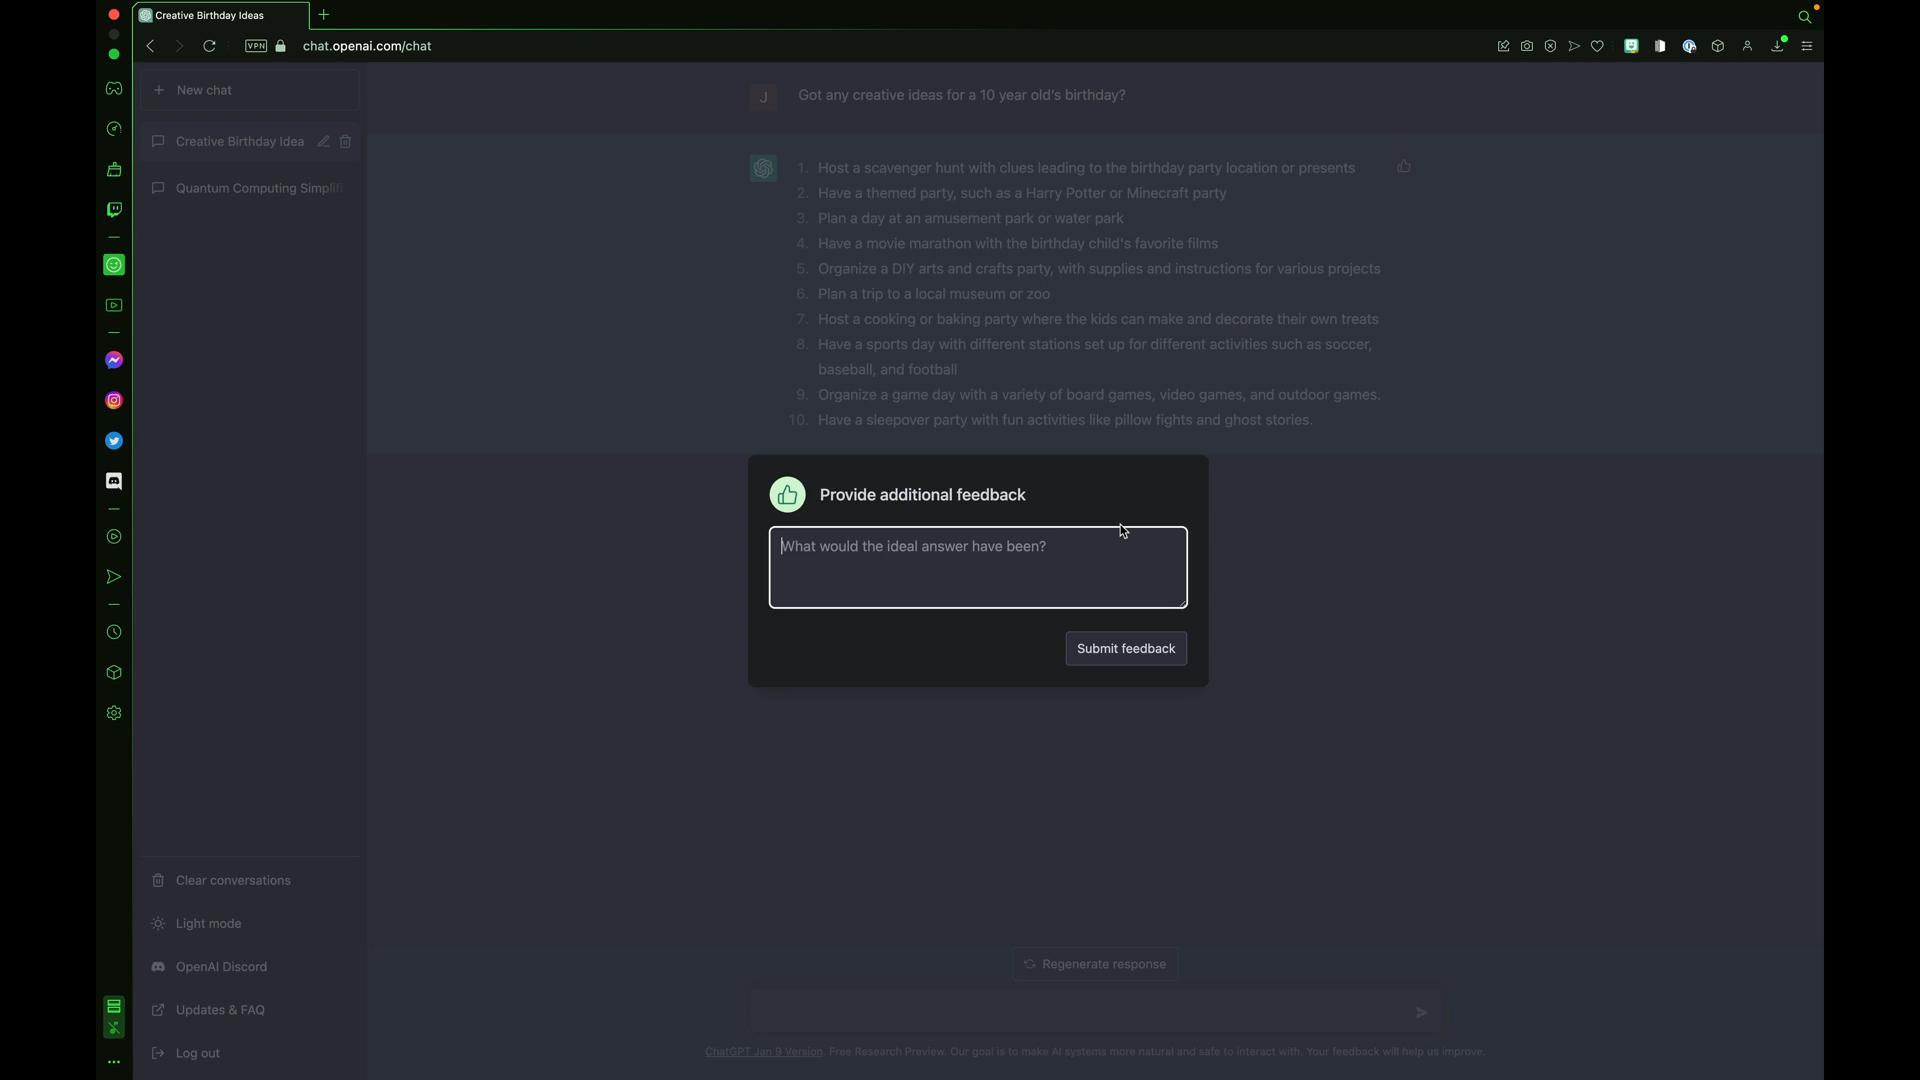 Creative Birthday Ideas
VPN
chat.openai.com/chat
New chat
Creative Birthday Idea
Quantum Computing Simplifi
J
Got any creative ideas for a 10 year old's birthday?
1. Host a scavenger hunt with clues leading to the birthday party location or presents
2. Have a themed party, such as a Harry Potter or Minecraft party
3. Plan a day at an amusement park or water park
4. Have a movie marathon with the birthday child's favorite films
5. Organize a DIY arts and crafts party, with supplies and instructions for various projects
6. Plan a trip to a local museum or zoo
7. Host a cooking or baking party where the kids can make and decorate their own treats
8. Have a sports day with different stations set up for different activities such as soccer,
baseball, and football
9. Organize a game day with a variety of board games, video games, and outdoor games.
10. Have a sleepover party with fun activities like pillow fights and ghost stories.
Provide additional feedback
What would the ideal answer have been?
Submit feedback
Clear conversations
Light mode
OpenAI Discord
Updates & FAQ
Log out
Regenerate response
ChatGPT Jan 9 Version. Free Research Preview. Our goal is to make AI systems more natural and safe to interact with. Your feedback will help us improve.